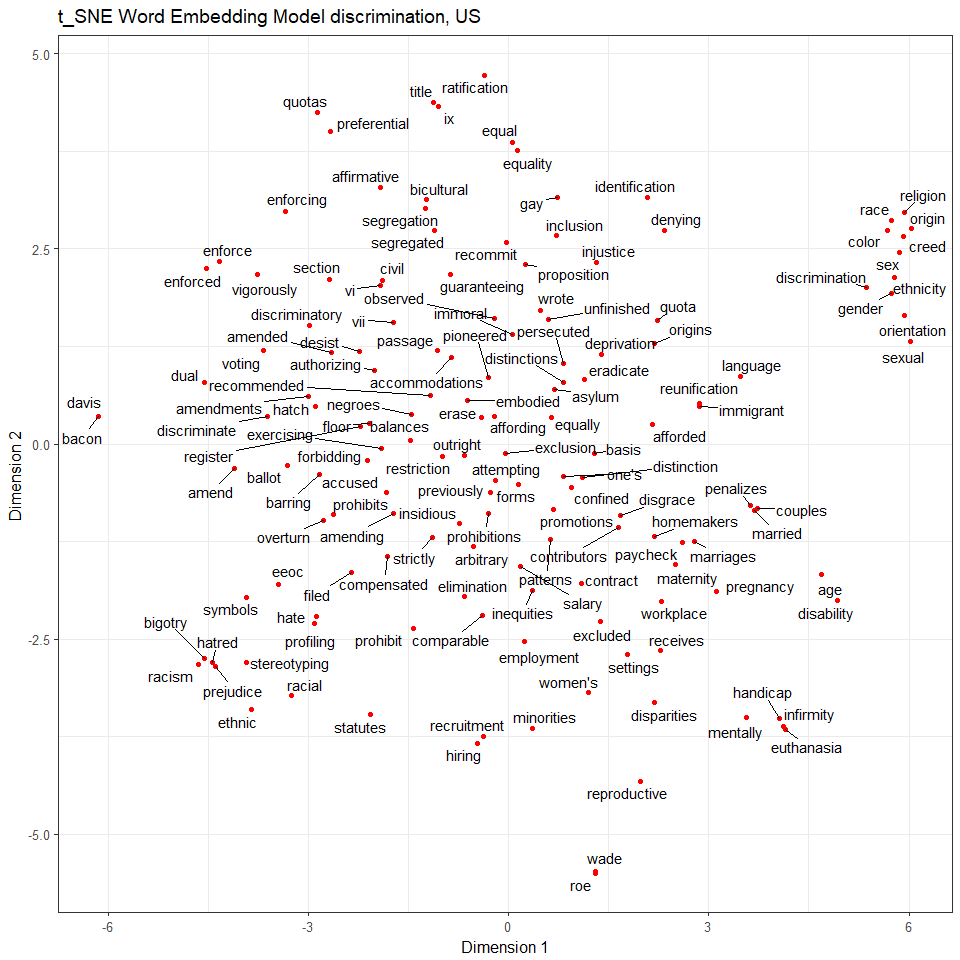 t_SNE Word Embedding Model discrimination, US
5.0
ratification
title
quotas
ix
preferential
equal
equality
affirmative
bicultural
identification
religion
enforcing
gay
race
origin
segregation
inclusion
denying
color
creed
segregated
recommit
injustice
enforce
2.5
sex
section
civil
proposition
discrimination
enforced
vigorously
vi
guaranteeing
ethnicity
observed
wrote
gender
discriminatory
immoral
unfinished
quota
vii
orientation
amended
pioneered
persecuted
origins
desist
passage
deprivation
sexual
voting
authorizing
distinctions
language
dual
recommended
accommodations
eradicate
reunification
davis
amendments
hatch
negroes
embodied
asylum
immigrant
discriminate
floor
balances
erase
affording
equally
bacon
exercising
afforded
0.0
register
outright
exclusion
basis
forbidding
restriction
attempting
distinction
ballot
accused
one's
amend
barring
previously
forms
confined
penalizes
prohibits
disgrace
insidious
promotions
homemakers
couples
overturn
amending
prohibitions
married
strictly
arbitrary
contributors
paycheck
marriages
eeoc
compensated
elimination
patterns
contract
maternity
pregnancy
filed
age
symbols
inequities
salary
workplace
disability
bigotry
hate
hatred
profiling
prohibit
comparable
excluded
receives
-2.5
racism
stereotyping
employment
settings
prejudice
racial
women's
handicap
ethnic
statutes
recruitment
minorities
disparities
infirmity
hiring
mentally
euthanasia
reproductive
-5.0
wade
roe
-6
-3
0
3
6
Dimension 1
Dimension 2